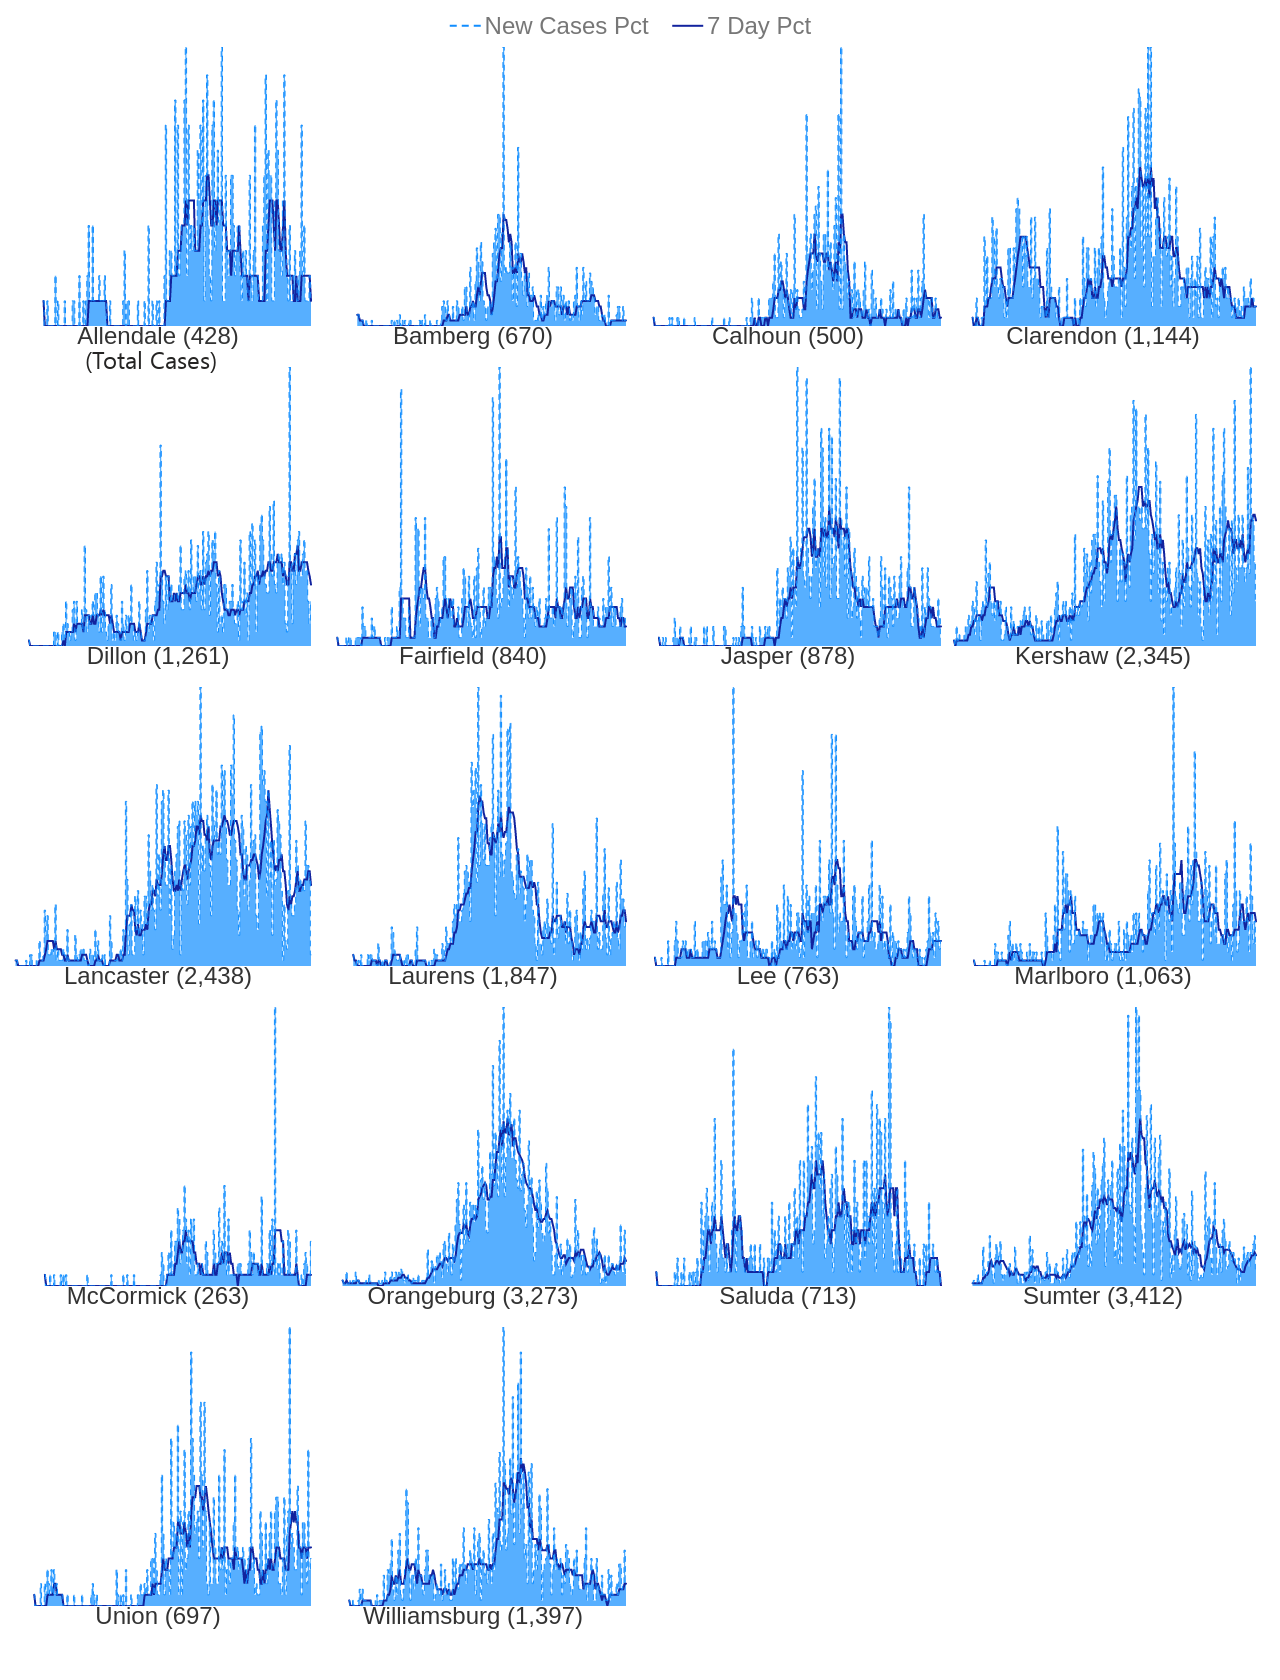 New Cases Pct 7 Day Pct
Allendale (428) Bamberg (670) Calhoun (500) Clarendon (1,144)
(Total Cases)
Dillon (1,261) Fairfield (840) Jasper (878) Kershaw (2,345)
Lancaster (2,438) Laurens (1,847) Lee (763) Marlboro (1,063)
McCormick (263) Orangeburg (3,273) Saluda (713) Sumter (3,412)
Union (697) Williamsburg (1,397)